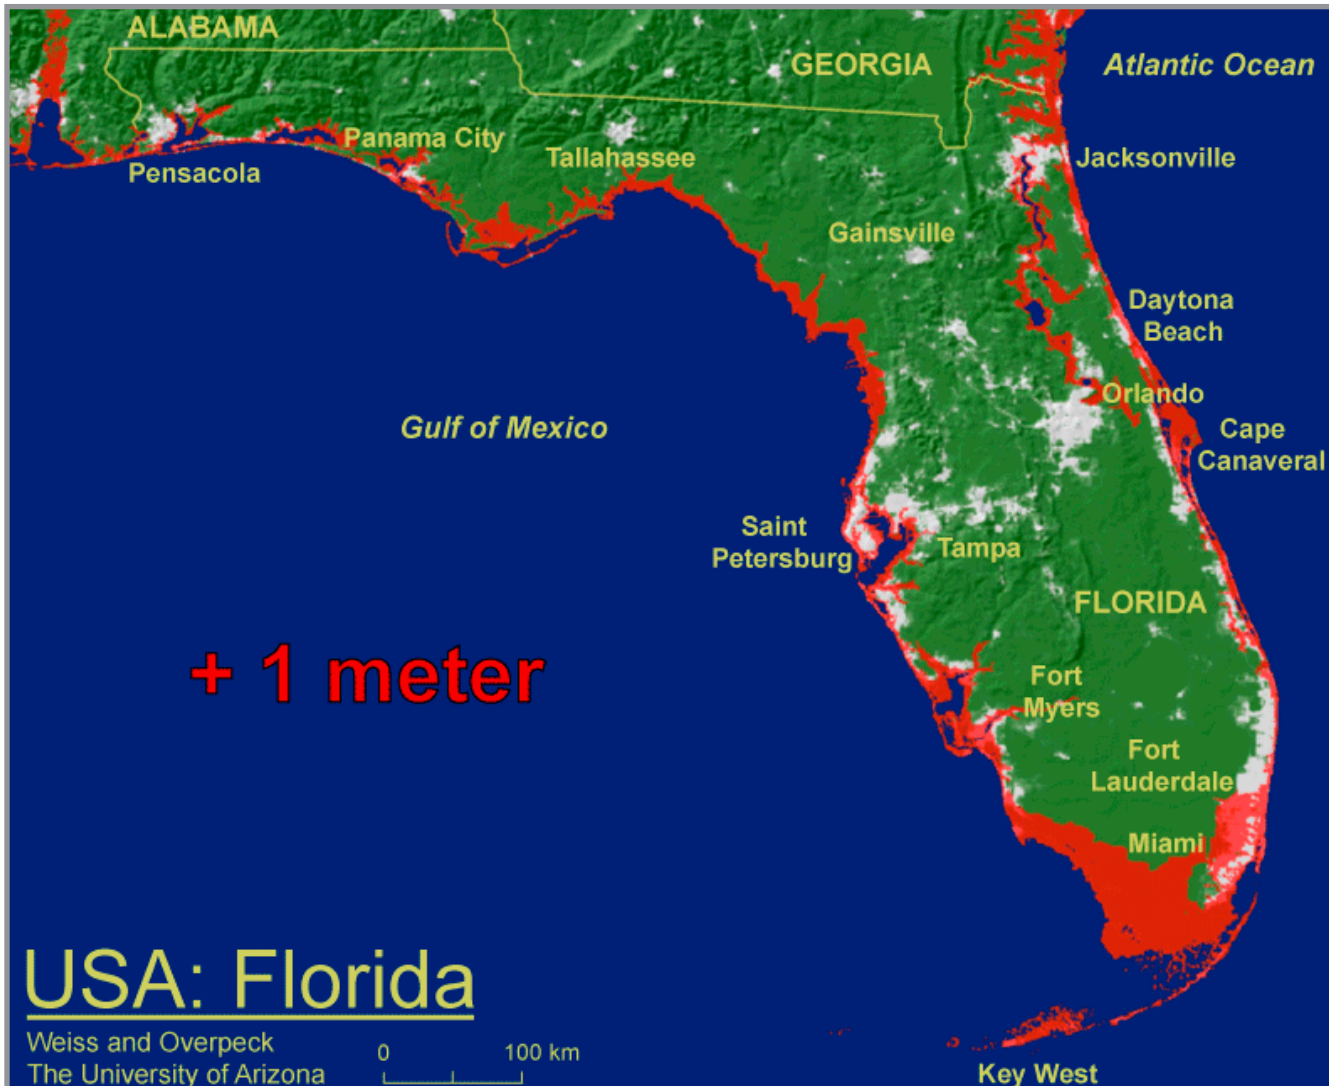 ALABAMA
GEORGIA
Atlantic Ocean
Panama City
Pensacola
Tallahassee
Jacksonville
Gainsville
Daytona
Beach
Orlando
Gulf of Mexico
Cape
Canaveral
Saint
Petersburg
Tampa
FLORIDA
+ 1 meter
Fort
Myers
Fort
Lauderdale
Miami
USA: Florida
Weiss and Overpeck
The University of Arizona
0 100 km
Key West